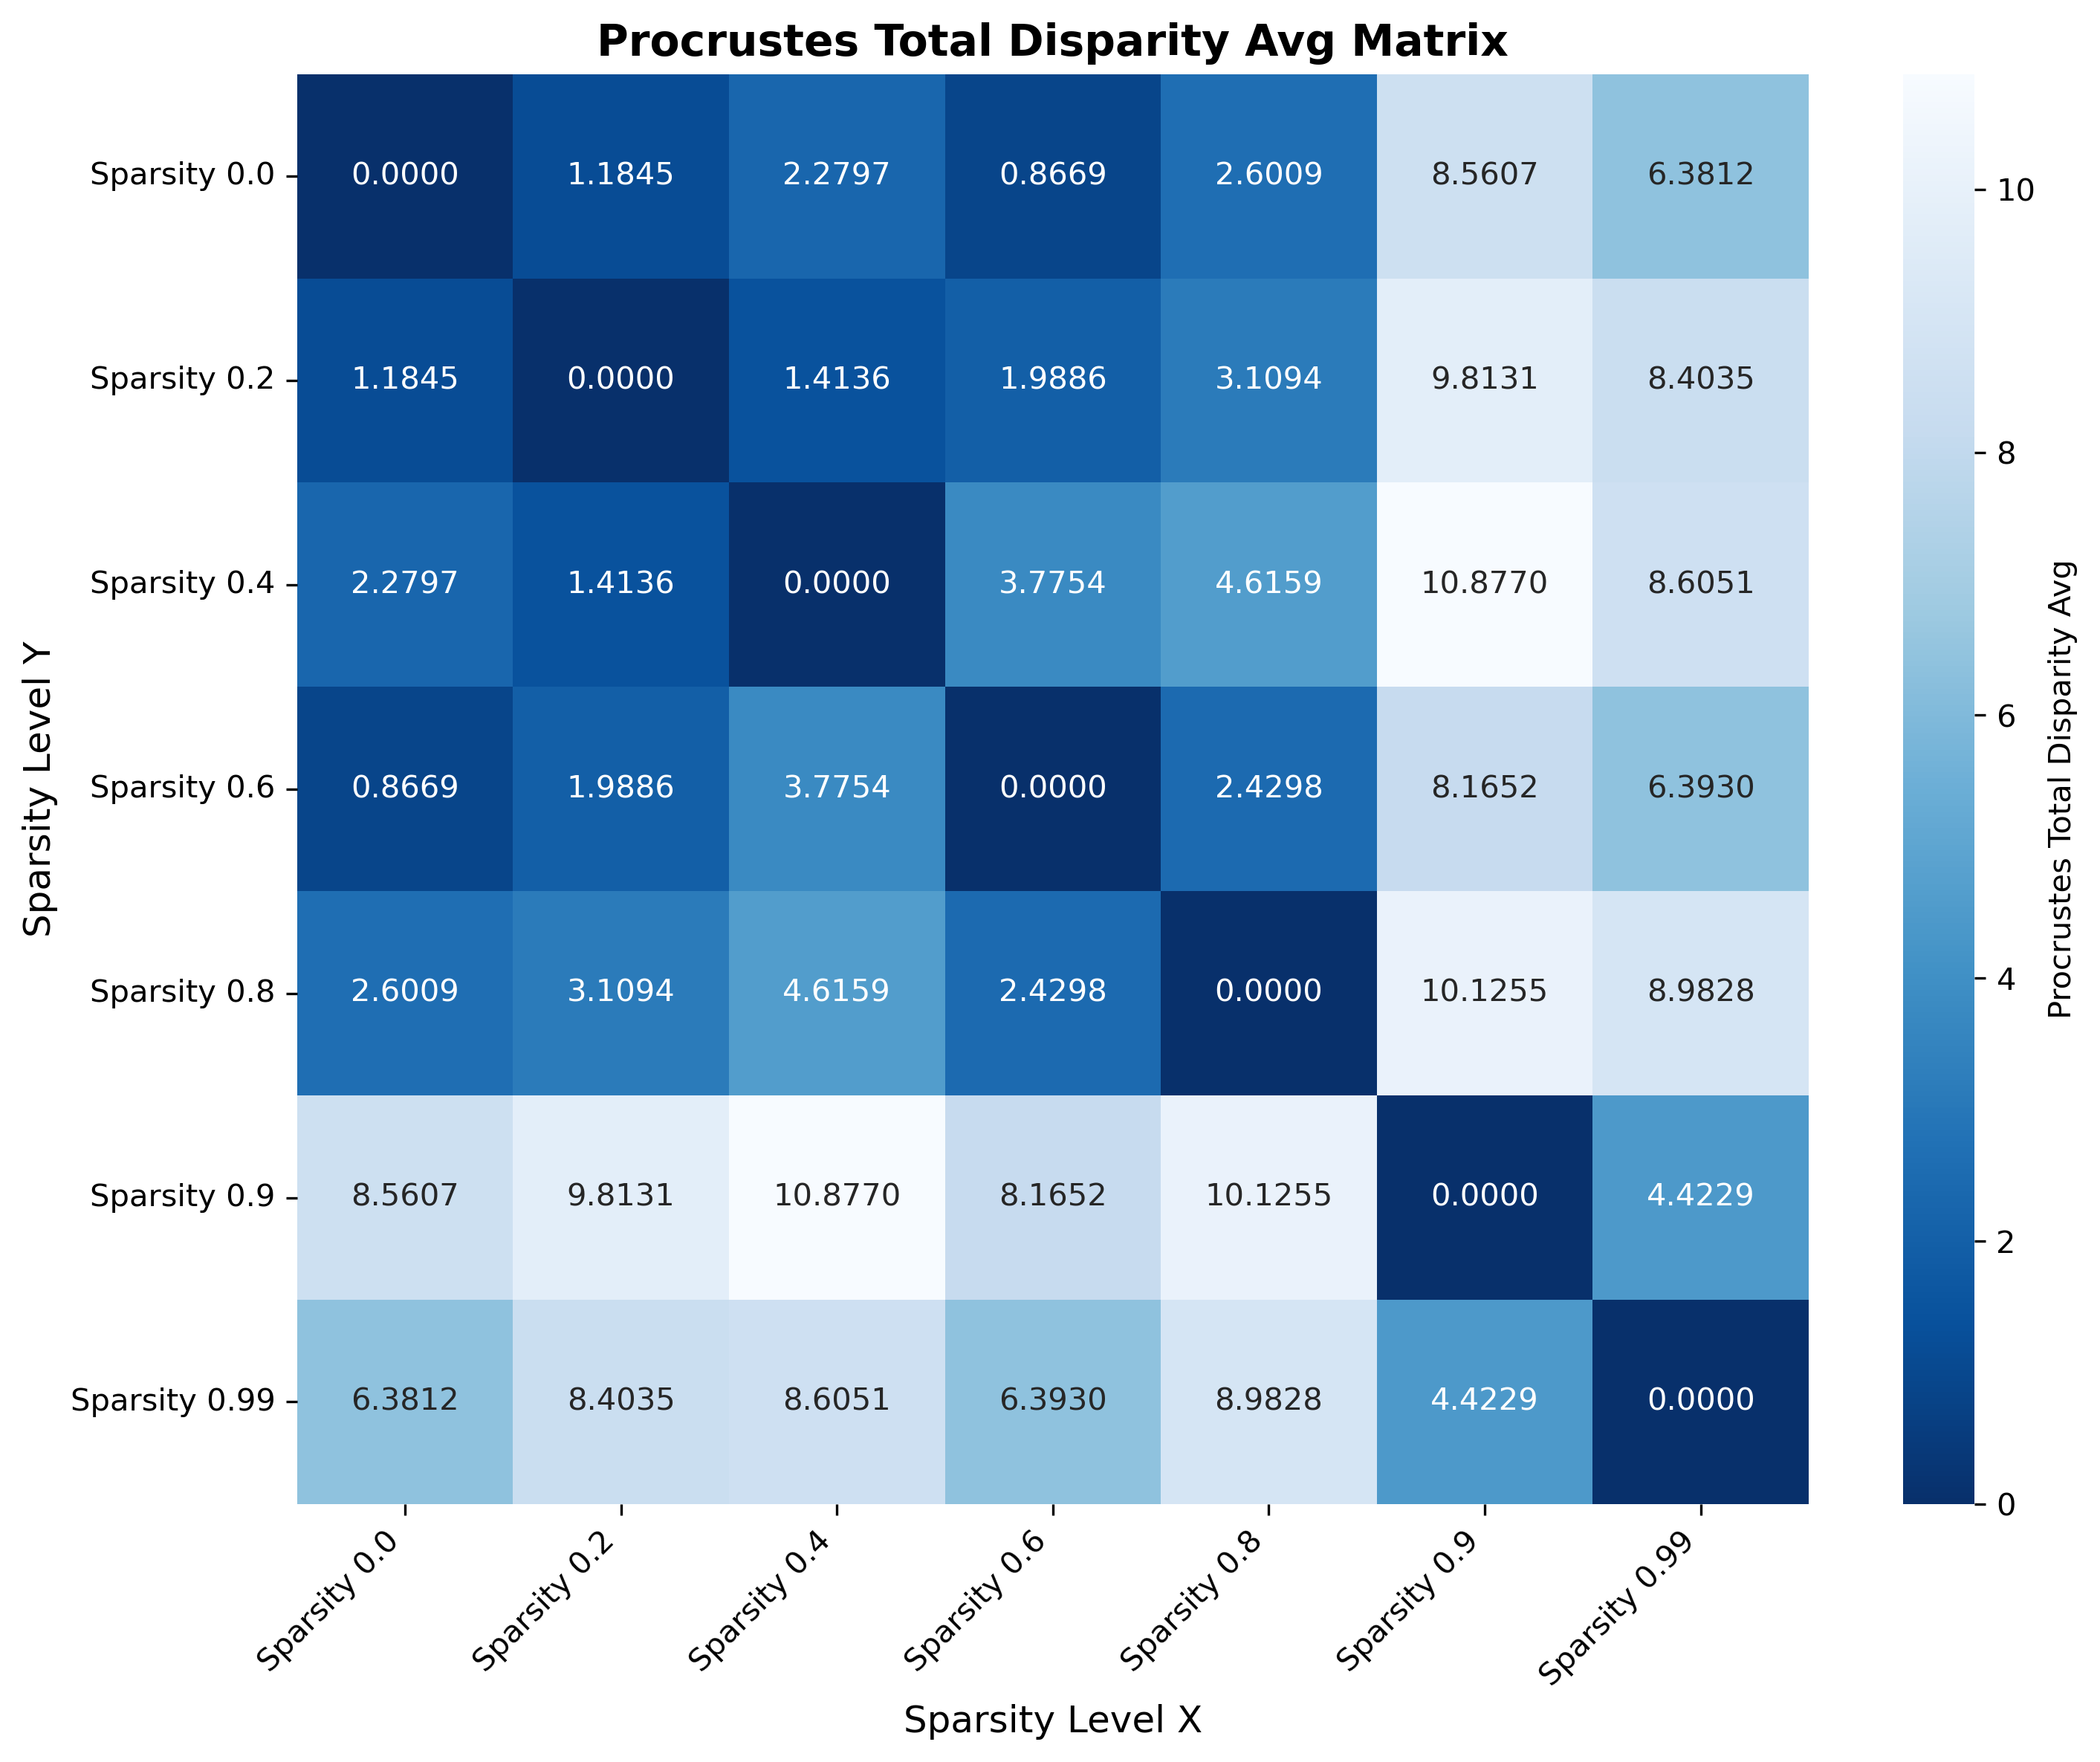 Procrustes Total Disparity Avg Matrix
Sparsity 0.0 0.0000 1.1845 2.2797 0.8669 2.6009 8.5607 6.3812
Sparsity 0.2 1.1845 0.0000 1.4136 1.9886 3.1094 9.8131 8.4035
Sparsity 0.4 2.2797 1.4136 0.0000 3.7754 4.6159 10.8770 8.6051
Sparsity 0.6 0.8669 1.9886 3.7754 0.0000 2.4298 8.1652 6.3930
Sparsity 0.8 2.6009 3.1094 4.6159 2.4298 0.0000 10.1255 8.9828
Sparsity 0.9 8.5607 9.8131 10.8770 8.1652 10.1255 0.0000 4.4229
Sparsity 0.99 6.3812 8.4035 8.6051 6.3930 8.9828 4.4229 0.0000
Sparsity 0.0 Sparsity 0.2 Sparsity 0.4 Sparsity 0.6 Sparsity 0.8 Sparsity 0.9 Sparsity 0.99
Sparsity Level X
Sparsity Level Y
10
8
6
4
2
0
Procrustes Total Disparity Avg